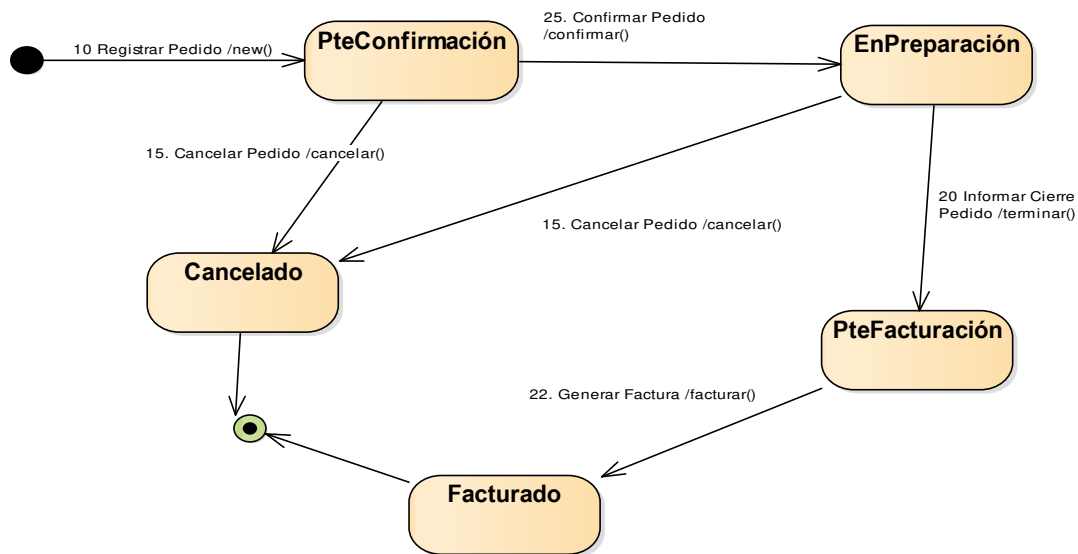 25. Confirmar Pedido
/confirmar()
10 Registrar Pedido /new()
PteConfirmación
EnPreparación
15. Cancelar Pedido /cancelar()
20 Informar Cierre
Pedido /terminar()
15. Cancelar Pedido /cancelar()
Cancelado
PteFacturación
22. Generar Factura /facturar()
Facturado